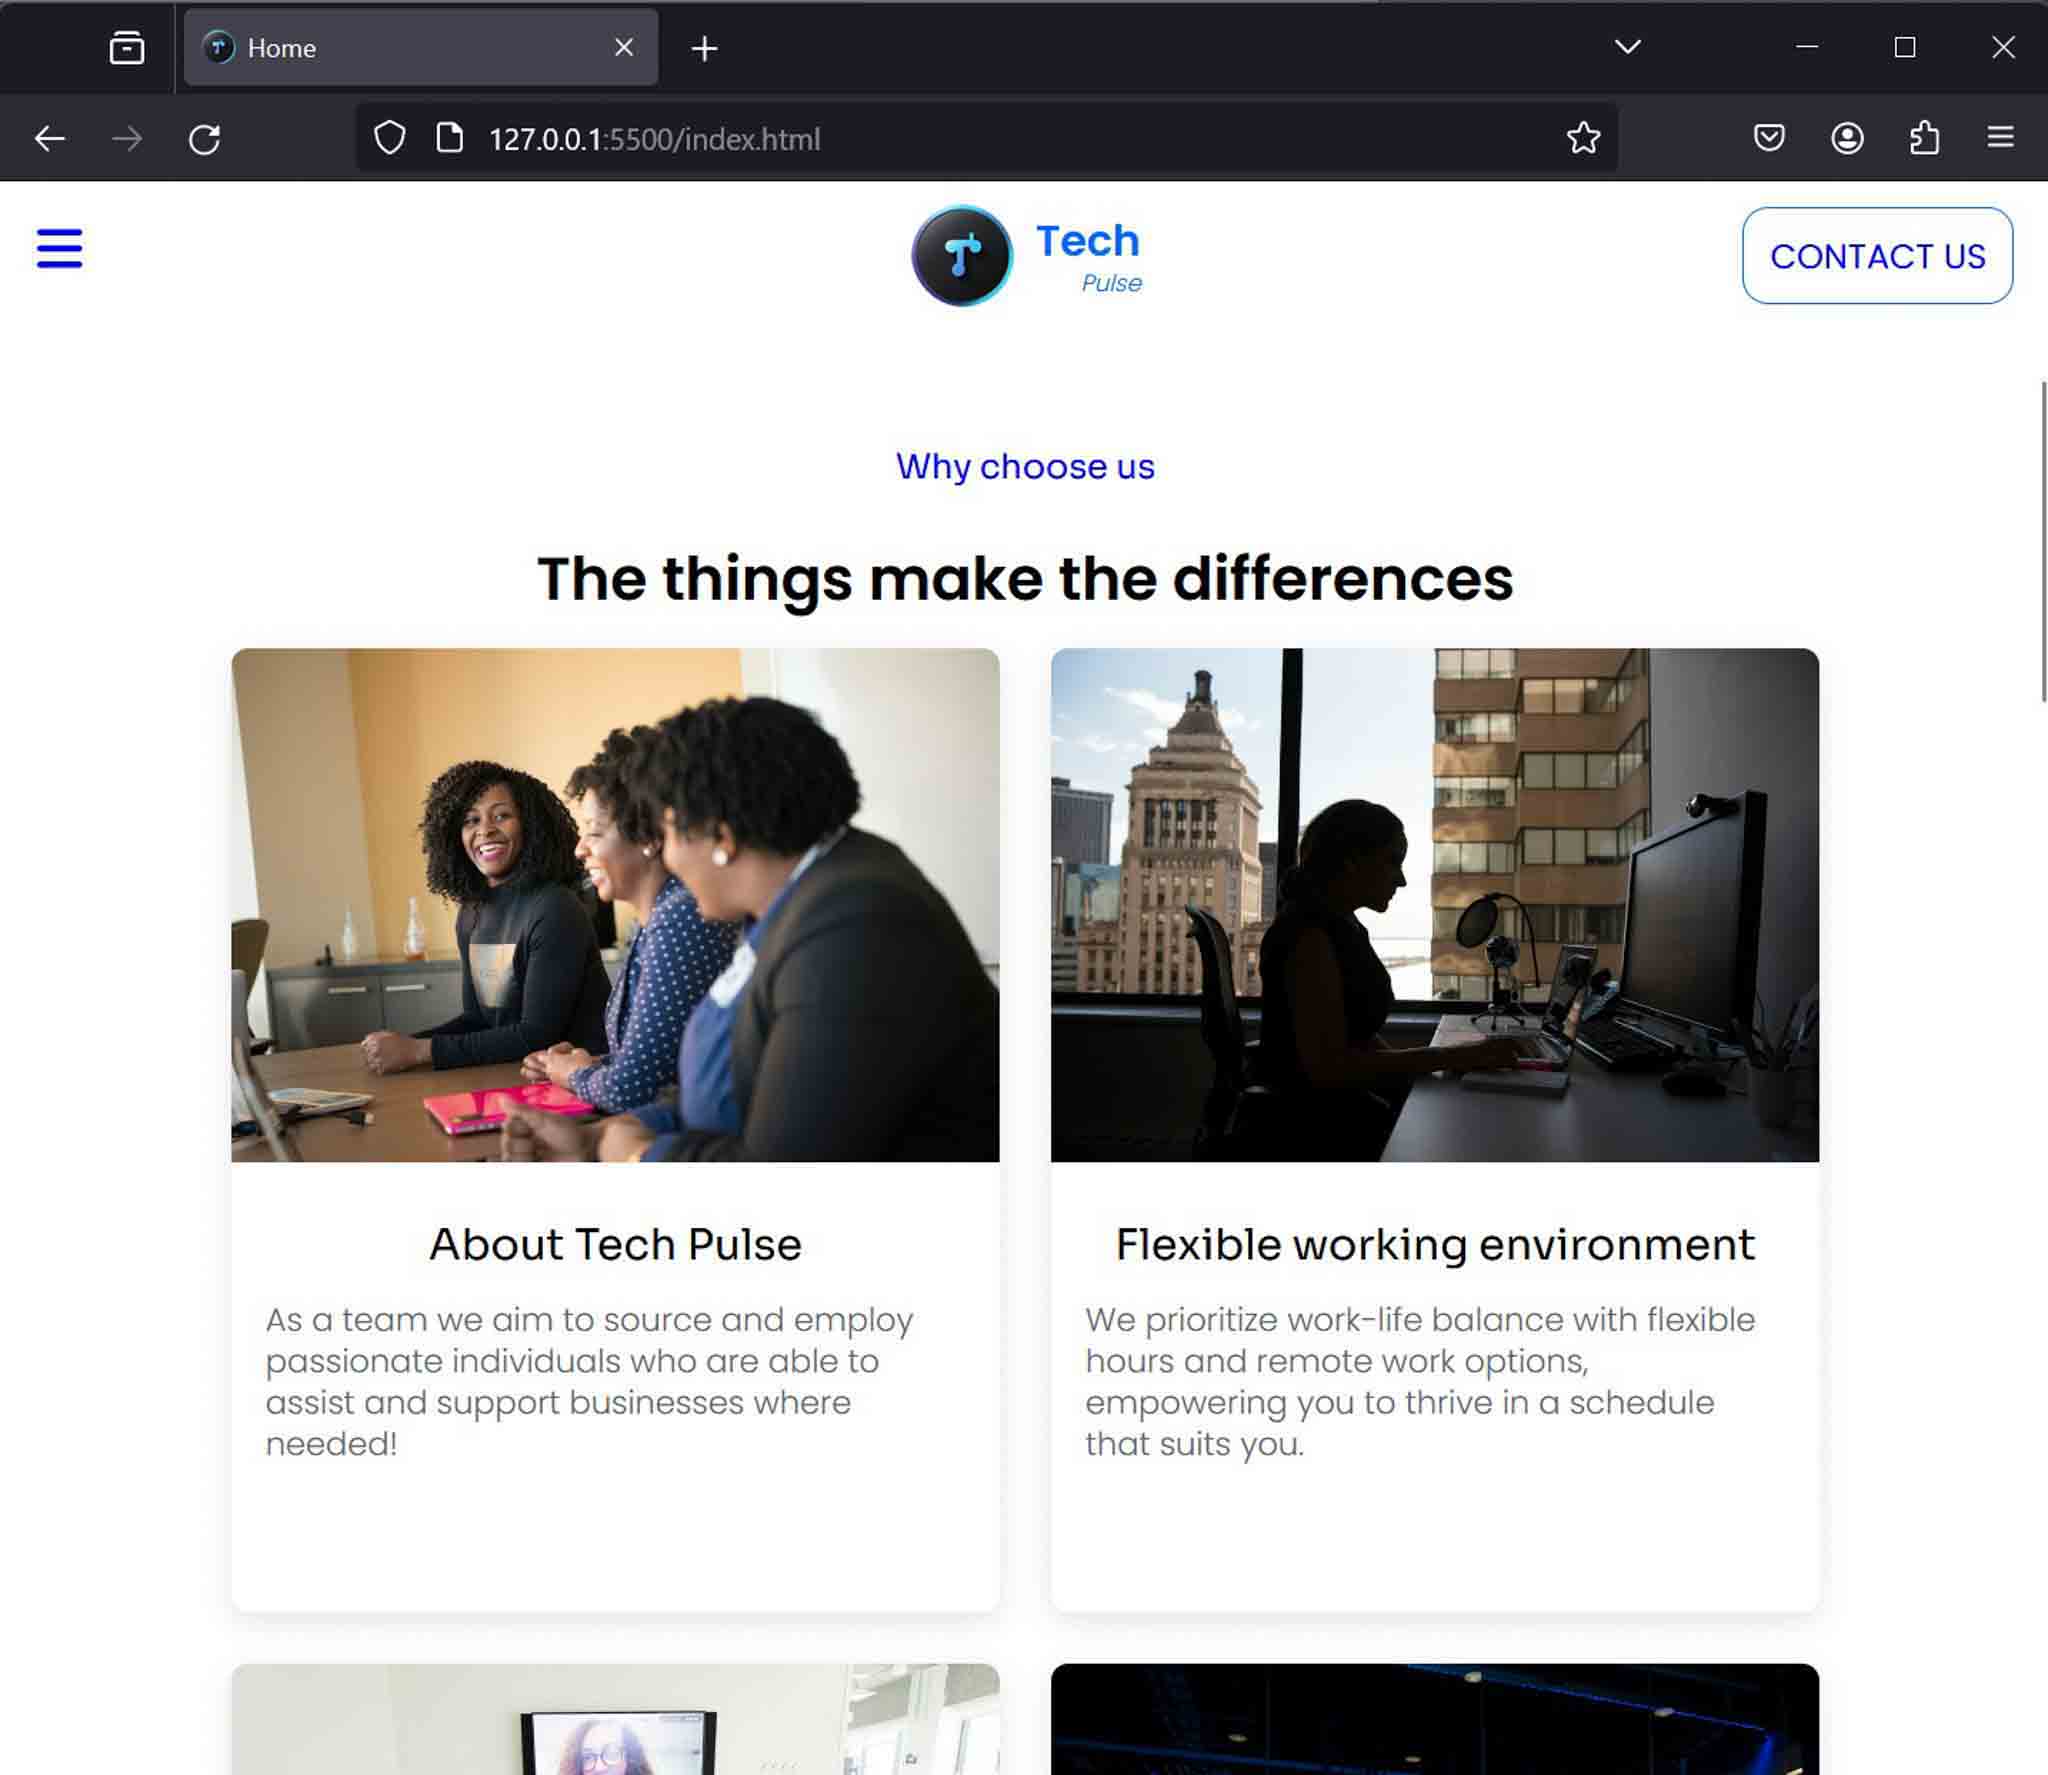 Home
127.0.0.1:5500/index.html
Tech
Pulse
CONTACT US
Why choose us
The things make the differences
About Tech Pulse
Flexible working environment
As a team we aim to source and employ
passionate individuals who are able to
assist and support businesses where
needed!
We prioritize work-life balance with flexible
hours and remote work options,
empowering you to thrive in a schedule
that suits you.